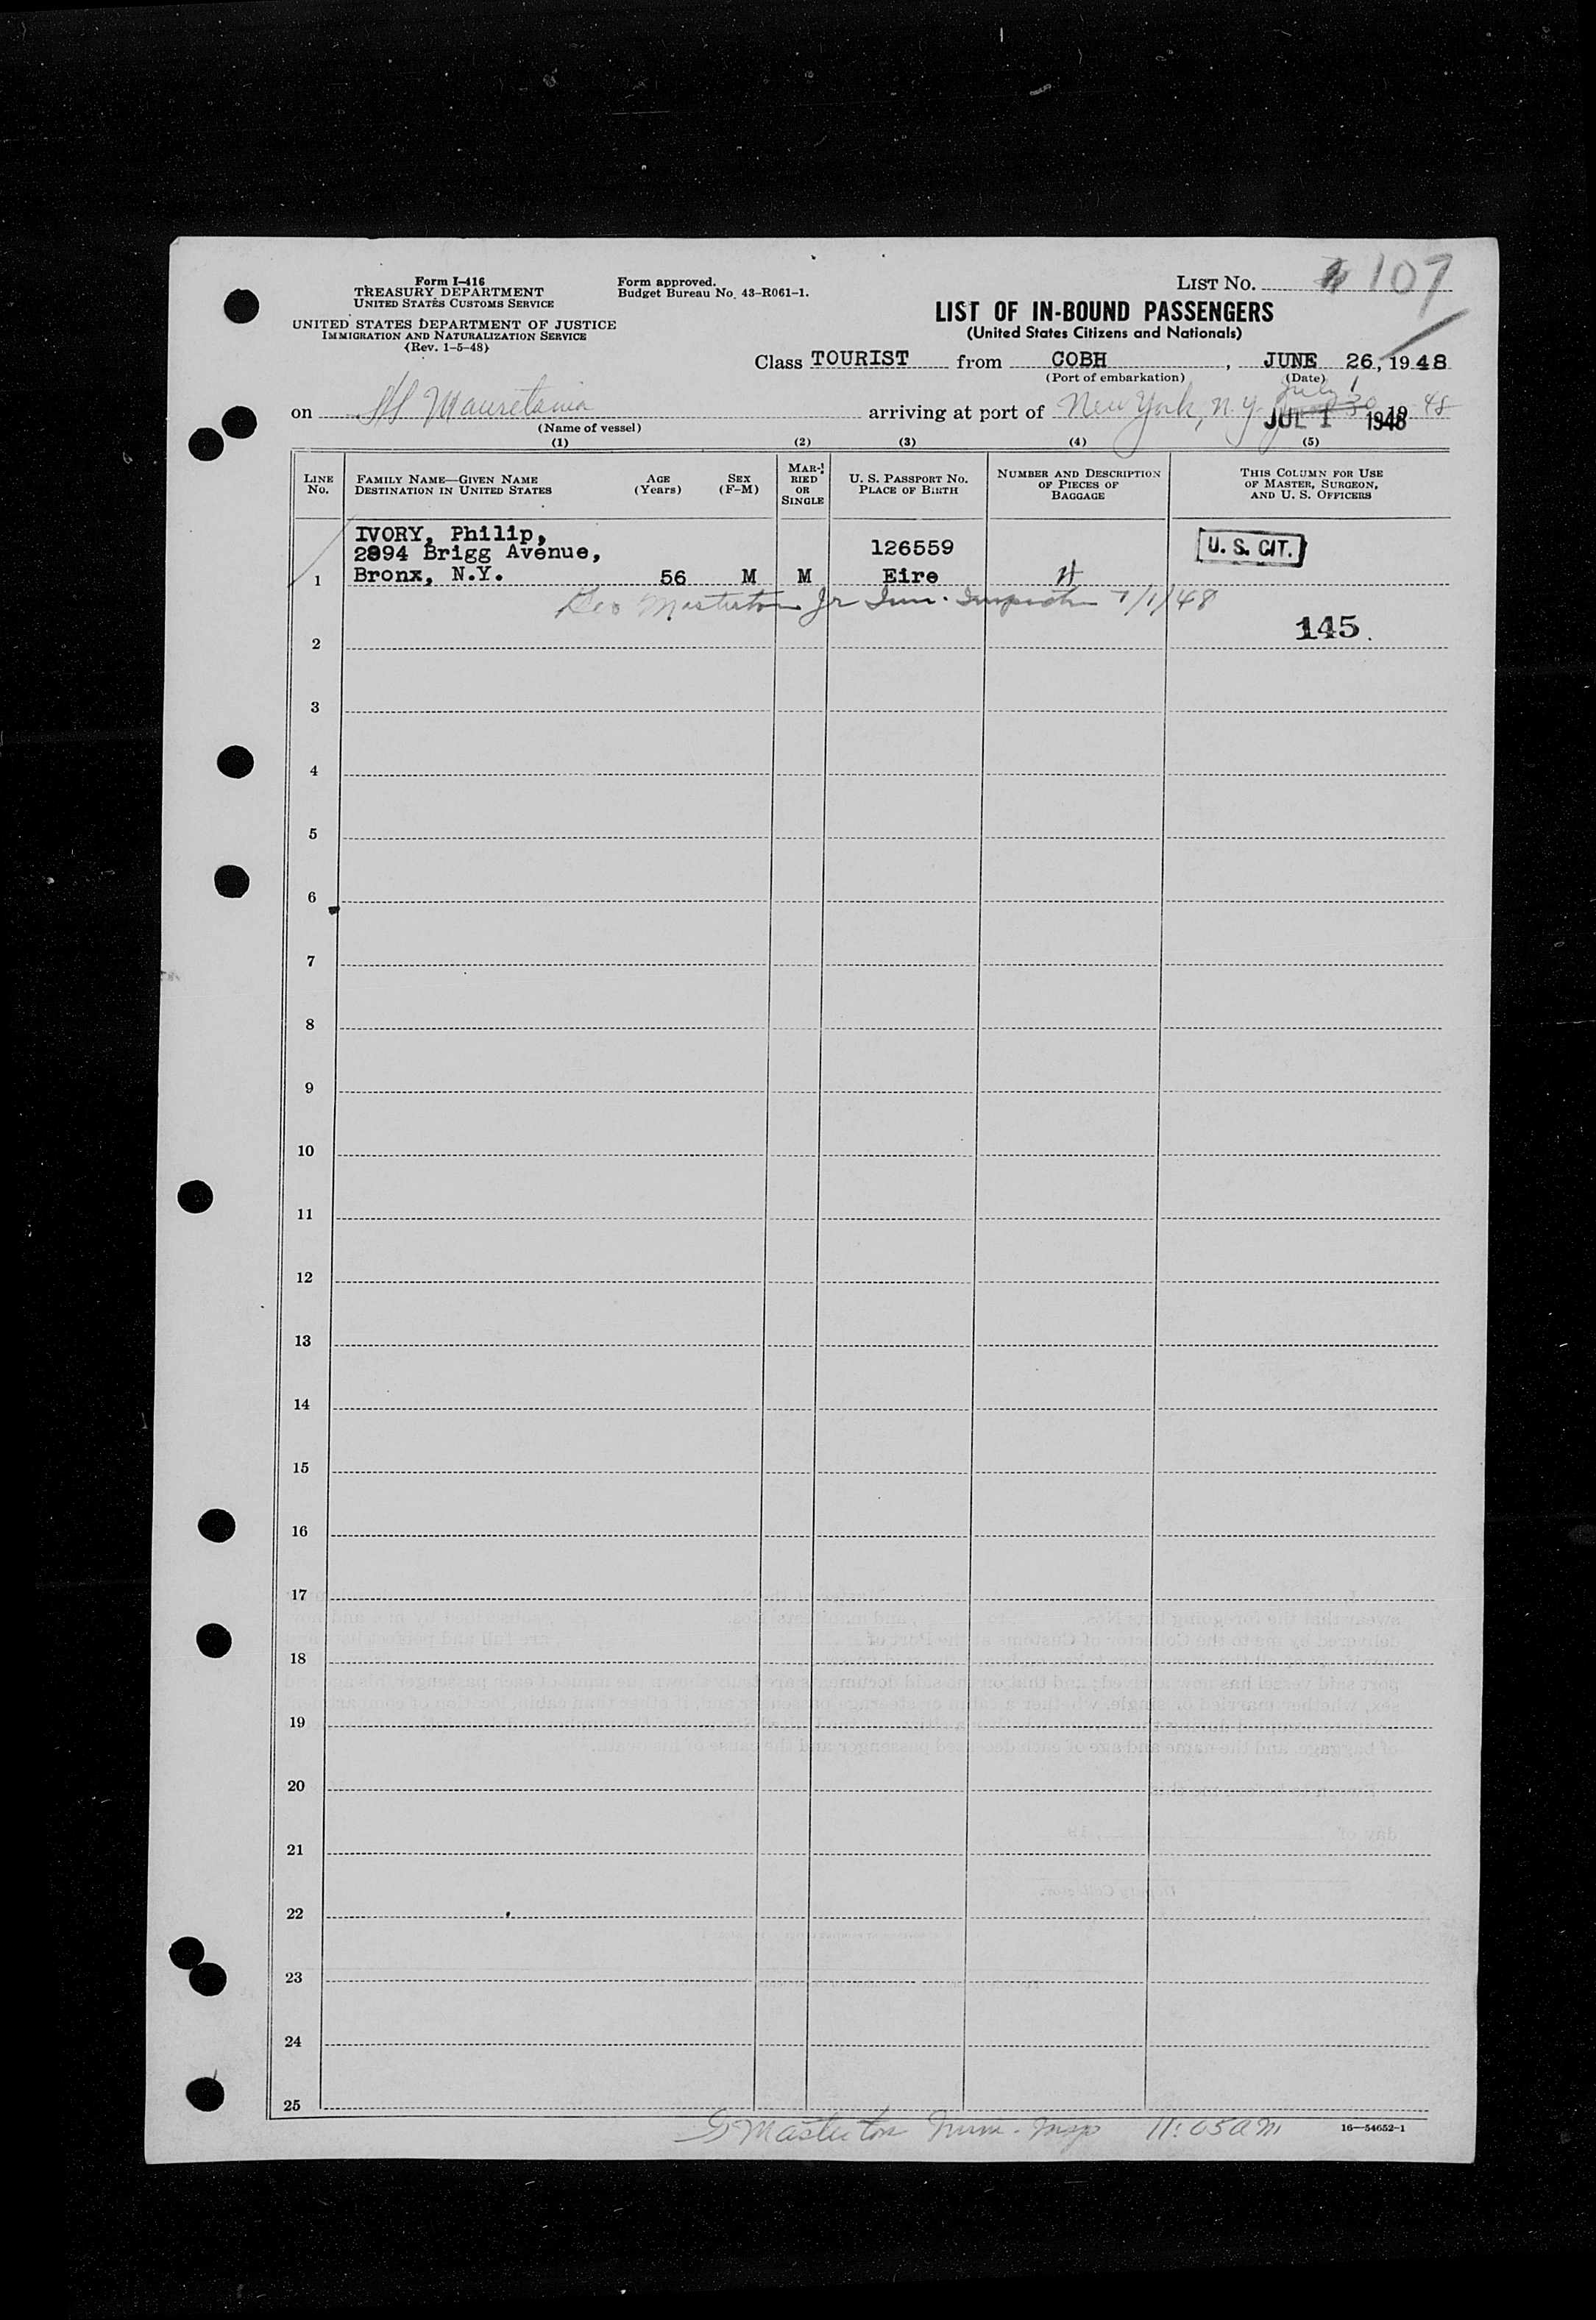 Form I-416
TREASURY DEPARTMENT
UNITED STATES CUSTOMS SERVICE
UNITED STATES DEPARTMENT OF JUSTICE
IMMIGRATION AND NATURALIZATION SERVICE
(Rev. 1-5-48)
Form approved.
Budget Bureau No. 43-R061-1.
LIST NO. 107
LIST OF IN-BOUND PASSENGERS
(United States Citizens and Nationals)
Class TOURIST from COBH, JUNE 26, 1948
(Port of embarkation) (Date)
July 1
on SS Mauretania arriving at port of New York, N.Y. June 30 19 48
JUL 1 1948
(Name of vessel)
(1) (2) (3) (4) (5)
LINE No. FAMILY NAME—GIVEN NAME DESTINATION IN UNITED STATES AGE (Years) SEX (F-M) MARRIED OR SINGLE U. S. PASSPORT NO. PLACE OF BIRTH NUMBER AND DESCRIPTION OF PIECES OF BAGGAGE THIS COLUMN FOR USE OF MASTER, SURGEON, AND U. S. OFFICERS
IVORY, Philip,
2894 Brigg Avenue, 126559 U. S. CIT.
1 Bronx, N.Y. 56 M M Eire
Geo Masterton Jr Imm. Inspector 7/1/48
145
2
3
4
5
6
7
8
9
10
11
12
13
14
15
16
17
18
19
20
21
22
23
24
25
G Masterton Imm. Insp 11:05 AM
16—54652-1